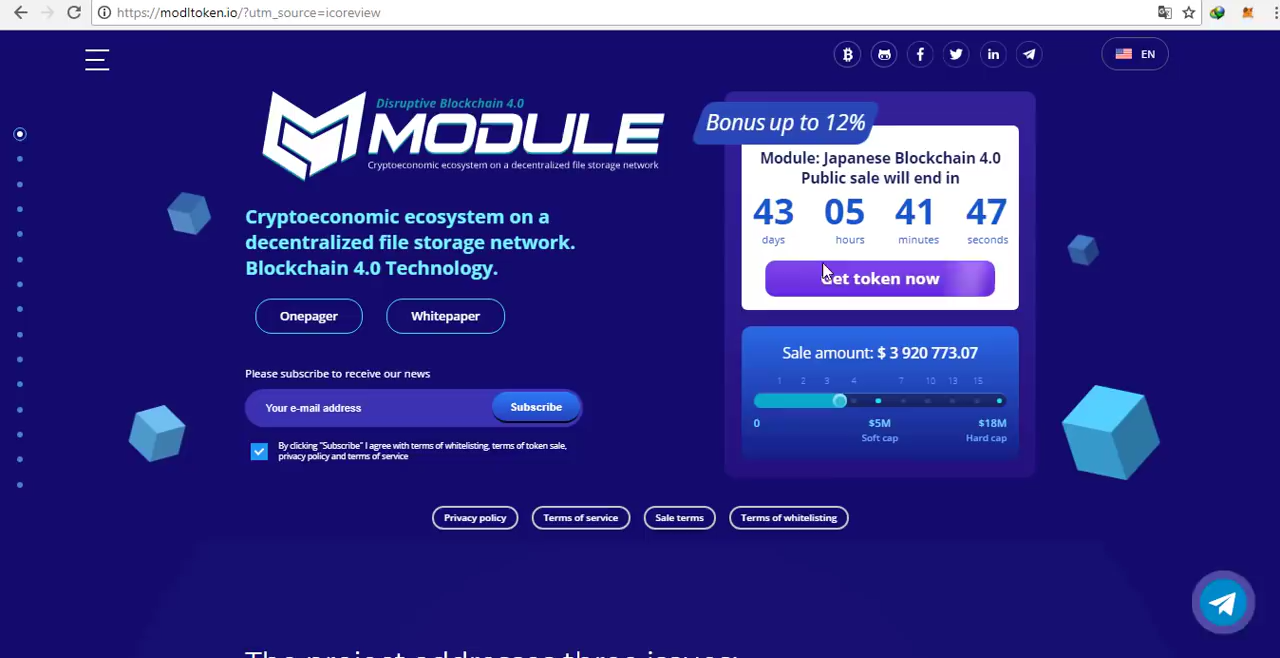 https://modltoken.io/?utm_source=icoreview
EN
Disruptive Blockchain 4.0
MODULE
Cryptoeconomic ecosystem on a decentralized file storage network
Cryptoeconomic ecosystem on a
decentralized file storage network.
Blockchain 4.0 Technology.
Onepager
Whitepaper
Please subscribe to receive our news
Your e-mail address
Subscribe
By clicking "Subscribe" I agree with terms of whitelisting, terms of token sale,
privacy policy and terms of service
Bonus up to 12%
Module: Japanese Blockchain 4.0
Public sale will end in
43 05 41 47
days hours minutes seconds
Get token now
Sale amount: $ 3 920 773.07
1 2 3 4 7 10 13 15
0 $5M $18M
Soft cap Hard cap
Privacy policy
Terms of service
Sale terms
Terms of whitelisting
The project addresses three issues: